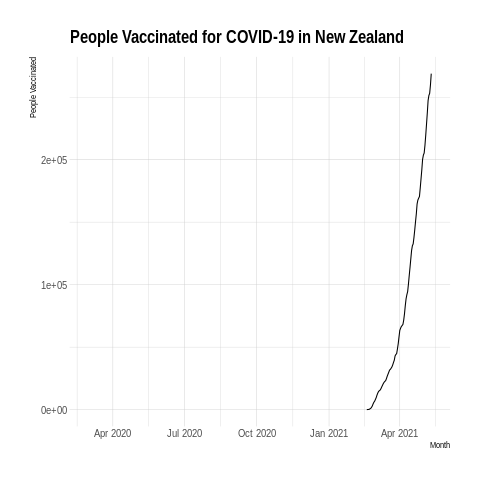 People Vaccinated for COVID-19 in New Zealand
People Vaccinated
2e+05
1e+05
0e+00
Apr 2020 Jul 2020 Oct 2020 Jan 2021 Apr 2021
Month